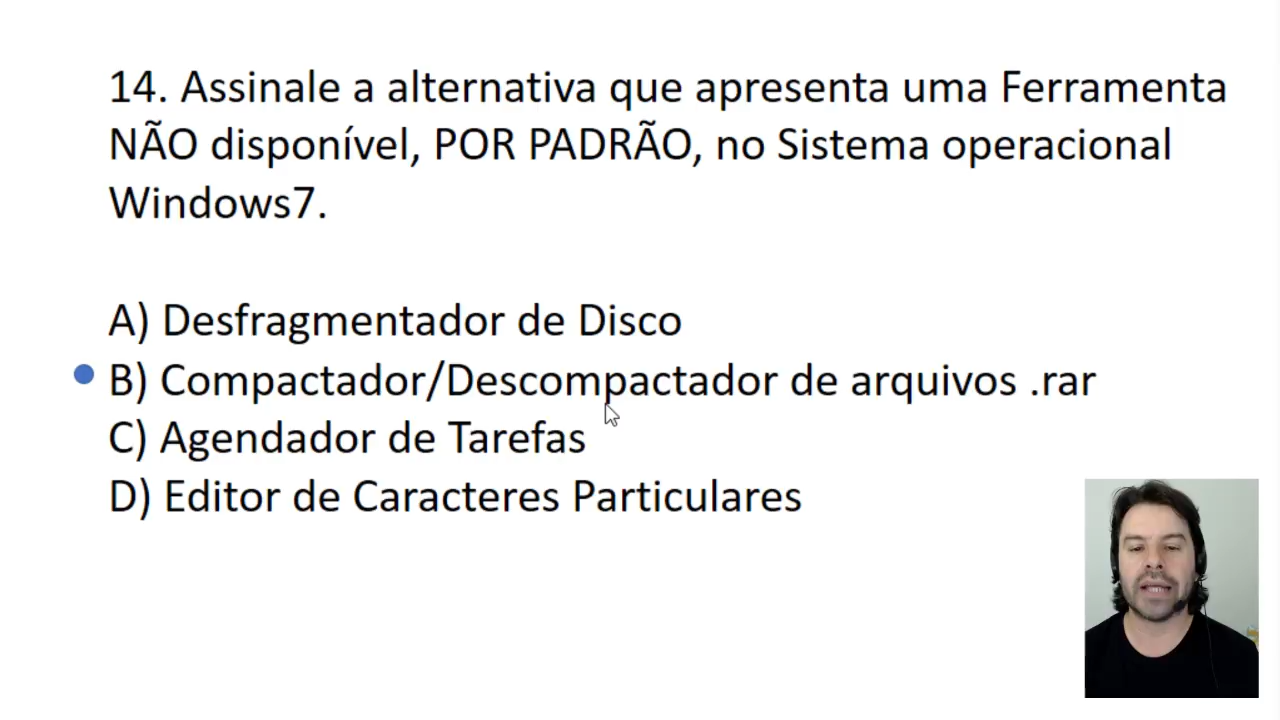 14. Assinale a alternativa que apresenta uma Ferramenta
NÃO disponível, POR PADRÃO, no Sistema operacional
Windows7.
A) Desfragmentador de Disco
B) Compactador/Descompactador de arquivos .rar
C) Agendador de Tarefas
D) Editor de Caracteres Particulares